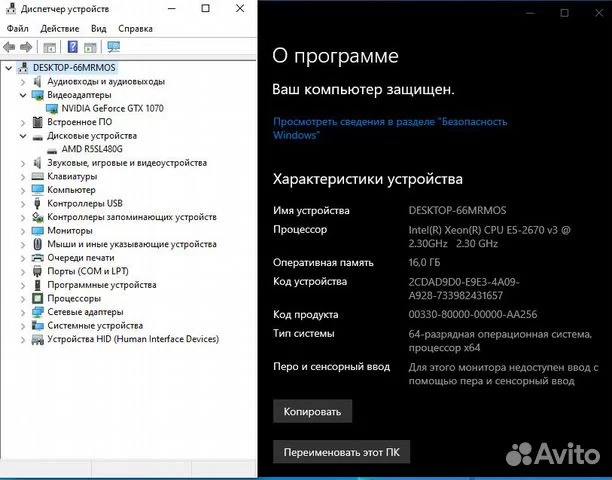 Диспетчер устройств
Файл Действие Вид Справка
DESKTOP-66MRMOS
Аудиовходы и аудиовыходы
Видеоадаптеры
NVIDIA GeForce GTX 1070
Встроенное ПО
Дисковые устройства
AMD R5SL480G
Звуковые, игровые и видеоустройства
Клавиатуры
Компьютер
Контроллеры USB
Контроллеры запоминающих устройств
Мониторы
Мыши и иные указывающие устройства
Очереди печати
Порты (COM и LPT)
Программные устройства
Процессоры
Сетевые адаптеры
Системные устройства
Устройства HID (Human Interface Devices)
О программе
Ваш компьютер защищен.
Просмотреть сведения в разделе "Безопасность
Windows"
Характеристики устройства
Имя устройства DESKTOP-66MRMOS
Процессор Intel(R) Xeon(R) CPU E5-2670 v3 @
2.30GHz 2.30 GHz
Оперативная память 16,0 ГБ
Код устройства 2CDAD9D0-E9E3-4A09-
A928-733982431657
Код продукта 00330-80000-00000-AA256
Тип системы 64-разрядная операционная система,
процессор x64
Перо и сенсорный ввод Для этого монитора недоступен ввод с
помощью пера и сенсорный ввод
Копировать
Переименовать этот ПК
Avito